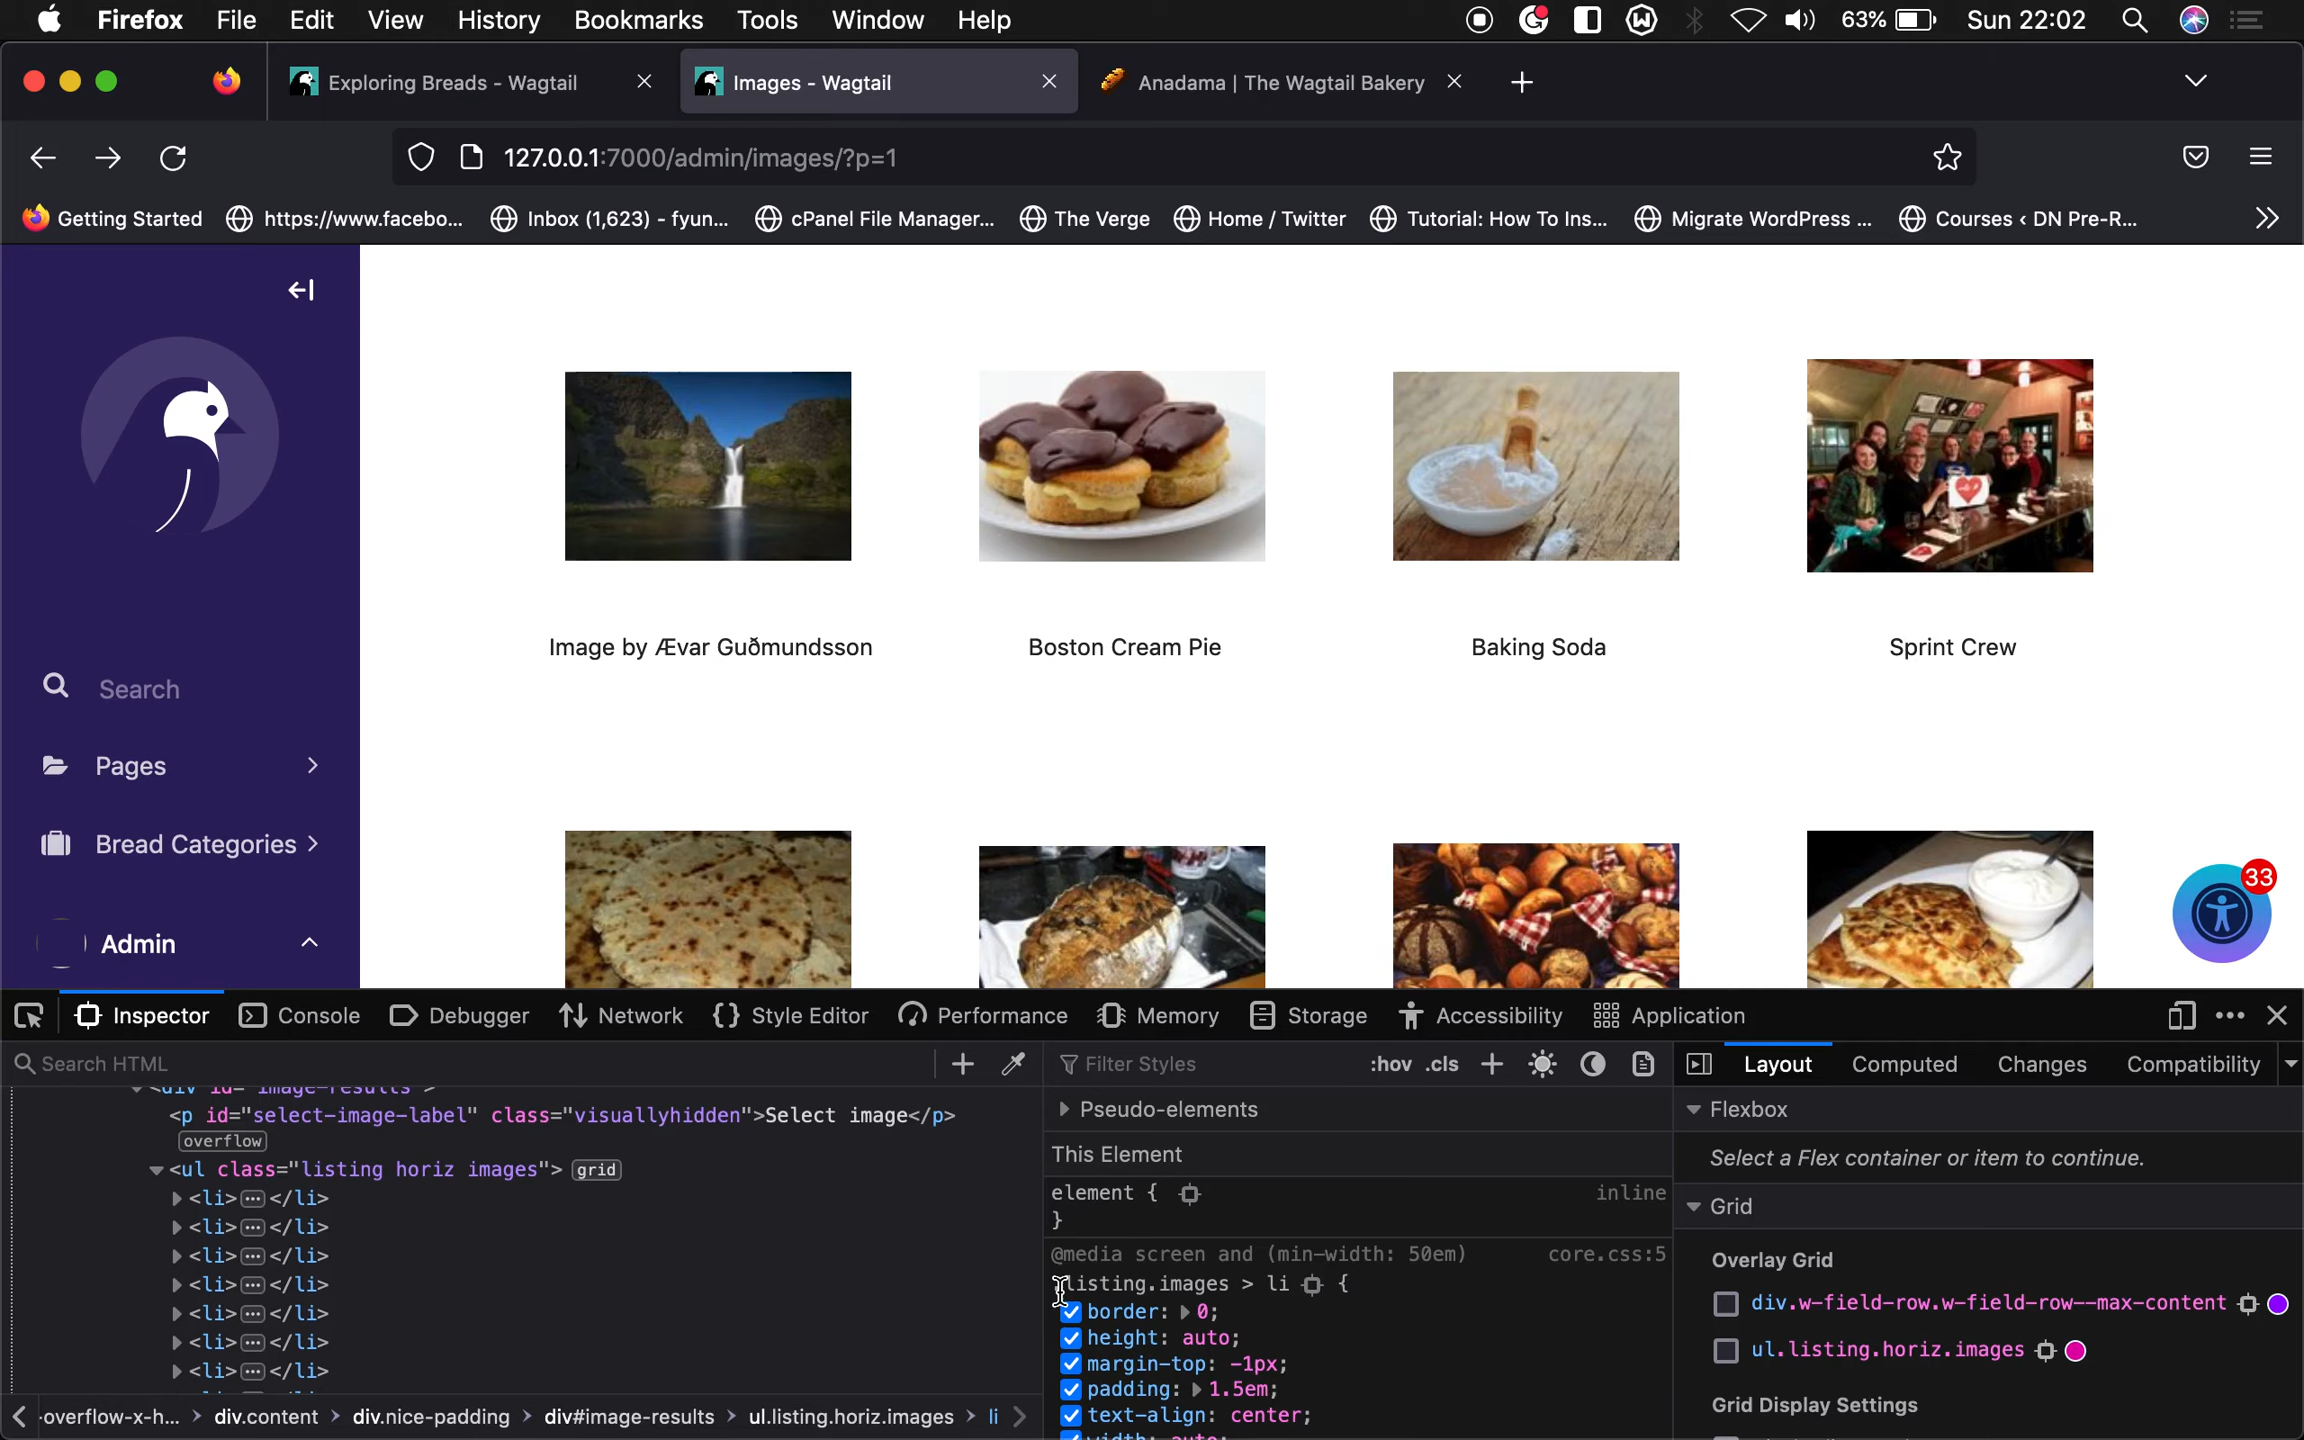 Firefox File Edit View History Bookmarks Tools Window Help 63% Sun 22:02
Exploring Breads - Wagtail Images - Wagtail Anadama | The Wagtail Bakery
127.0.0.1:7000/admin/images/?p=1
Getting Started https://www.facebo... Inbox (1,623) - fyun... cPanel File Manager... The Verge Home / Twitter Tutorial: How To Ins... Migrate WordPress ... Courses ‹ DN Pre-R...
Search
Pages
Bread Categories
Admin
Image by Ævar Guðmundsson Boston Cream Pie Baking Soda Sprint Crew
33
Inspector Console Debugger Network Style Editor Performance Memory Storage Accessibility Application
Search HTML
<div id="image-results">
<p id="select-image-label" class="visuallyhidden">Select image</p>
overflow
<ul class="listing horiz images"> grid
<li>···</li>
<li>···</li>
<li>···</li>
<li>···</li>
<li>···</li>
<li>···</li>
<li>···</li>
-overflow-x-h... › div.content › div.nice-padding › div#image-results › ul.listing.horiz.images › li
Filter Styles :hov .cls
Pseudo-elements
This Element
element { inline
}
@media screen and (min-width: 50em) core.css:5
listing.images > li {
border: 0;
height: auto;
margin-top: -1px;
padding: 1.5em;
text-align: center;
width: auto;
Layout Computed Changes Compatibility
Flexbox
Select a Flex container or item to continue.
Grid
Overlay Grid
div.w-field-row.w-field-row--max-content
ul.listing.horiz.images
Grid Display Settings